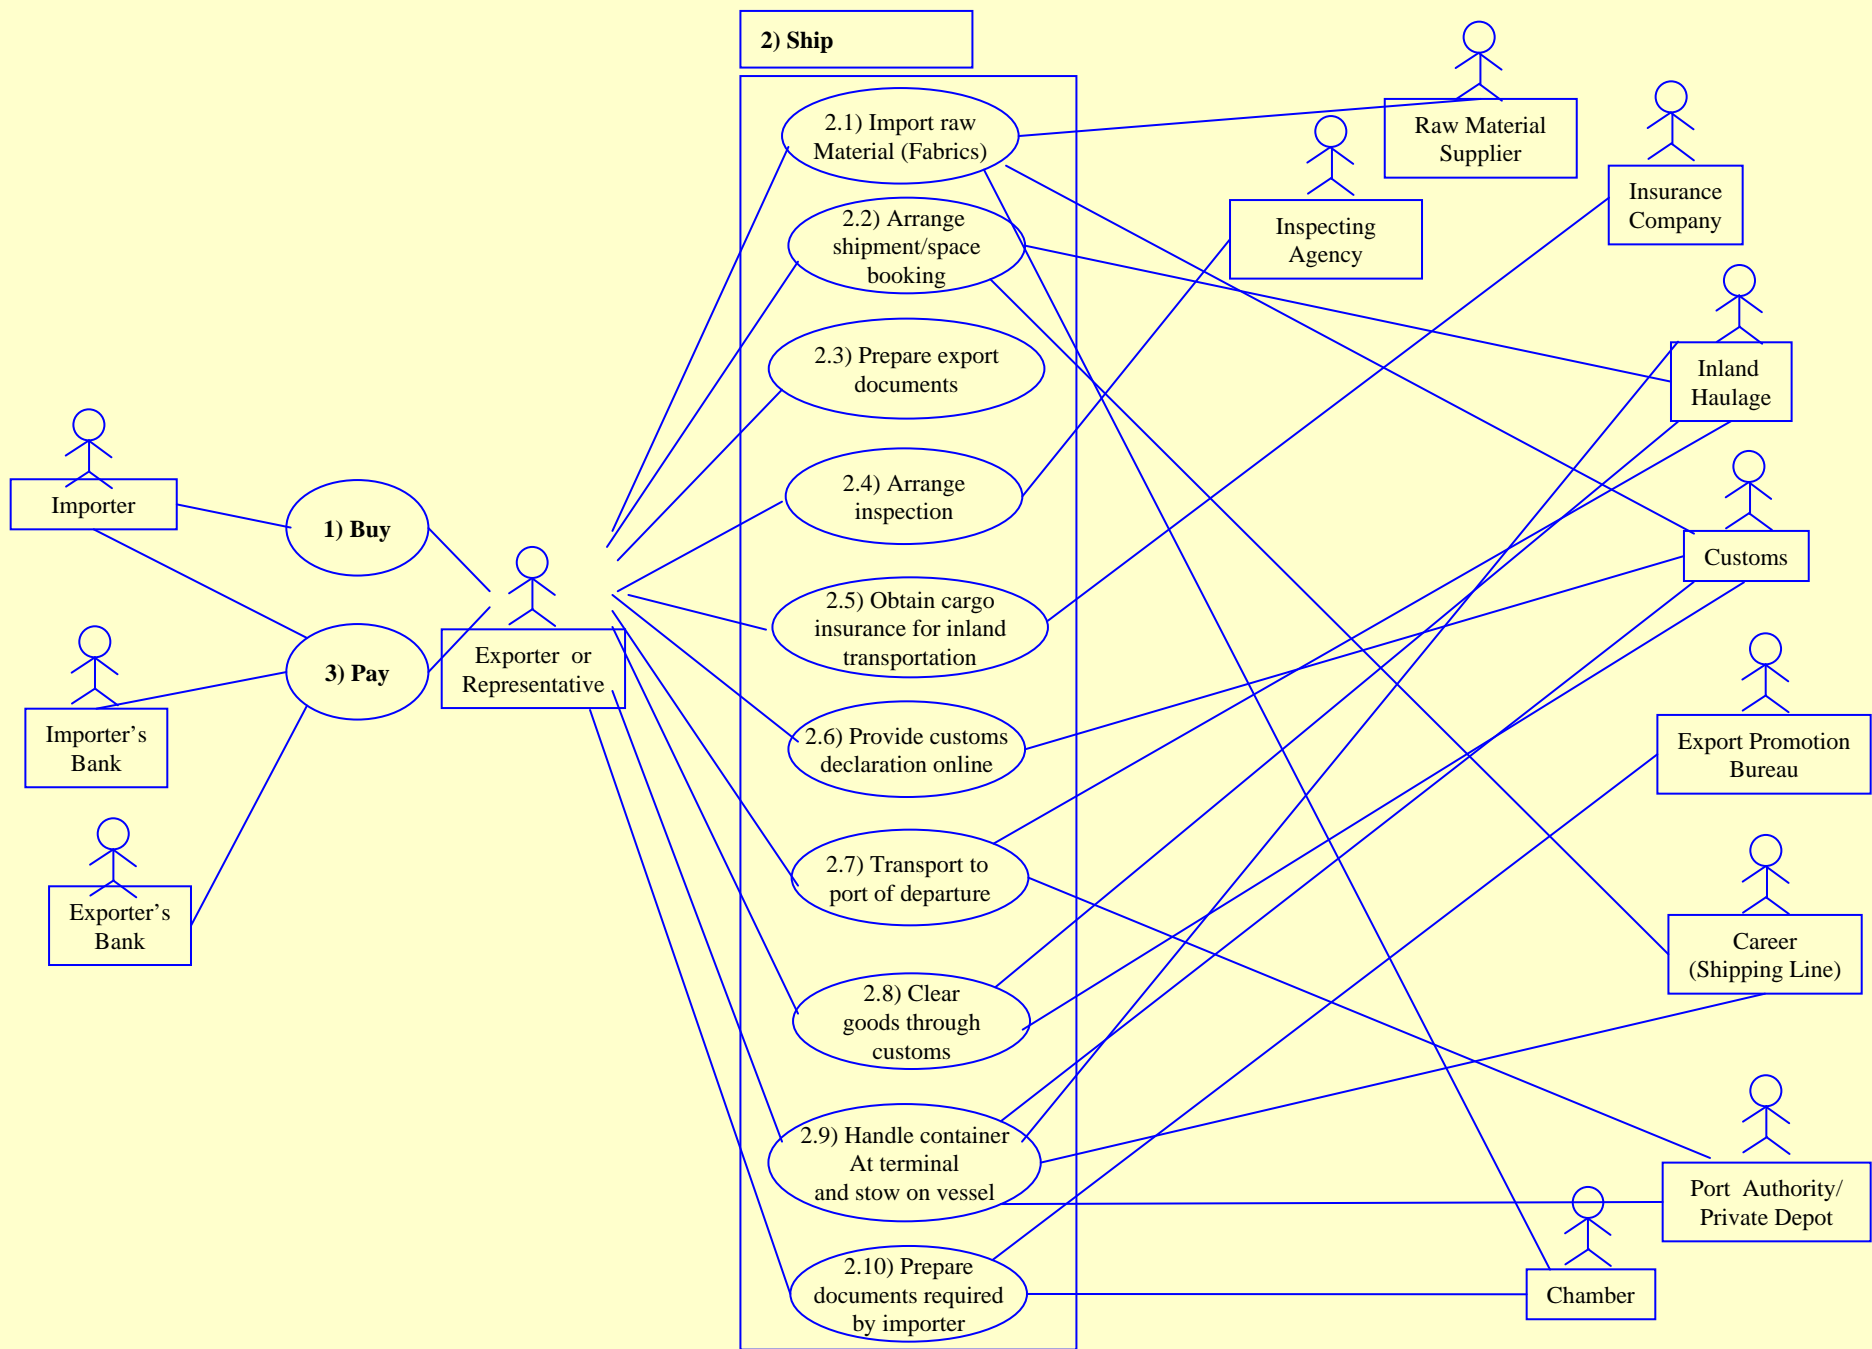 2) Ship
2.1) Import raw
Material (Fabrics)
2.2) Arrange
shipment/space
booking
2.3) Prepare export
documents
2.4) Arrange
inspection
2.5) Obtain cargo
insurance for inland
transportation
2.6) Provide customs
declaration online
2.7) Transport to
port of departure
2.8) Clear
goods through
customs
2.9) Handle container
At terminal
and stow on vessel
2.10) Prepare
documents required
by importer
Importer
1) Buy
3) Pay
Importer's
Bank
Exporter's
Bank
Exporter or
Representative
Raw Material
Supplier
Inspecting
Agency
Insurance
Company
Inland
Haulage
Customs
Export Promotion
Bureau
Career
(Shipping Line)
Port Authority/
Private Depot
Chamber